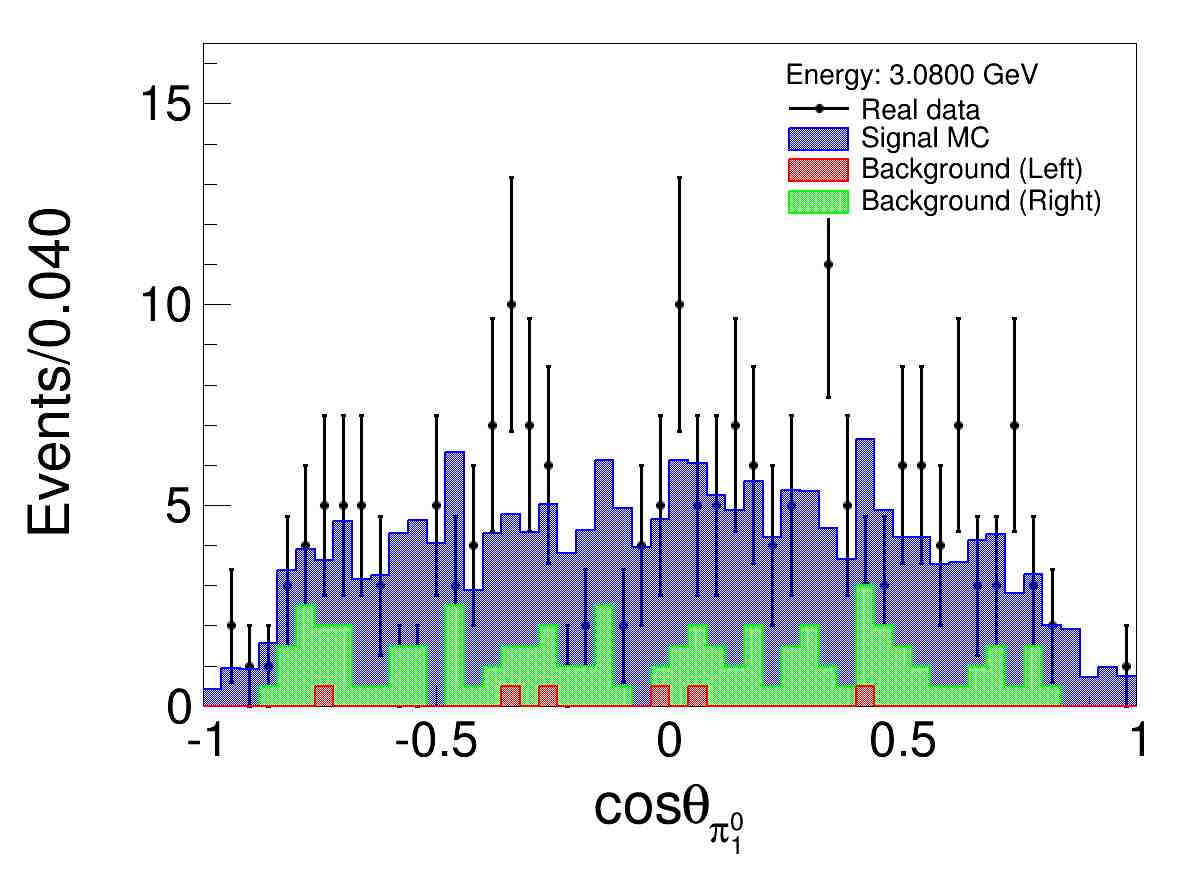 Energy: 3.0800 GeV
Real data
Signal MC
Background (Left)
Background (Right)
Events/0.040
15
10
5
0
-1
-0.5
0
0.5
1
cosθπ⁰₁